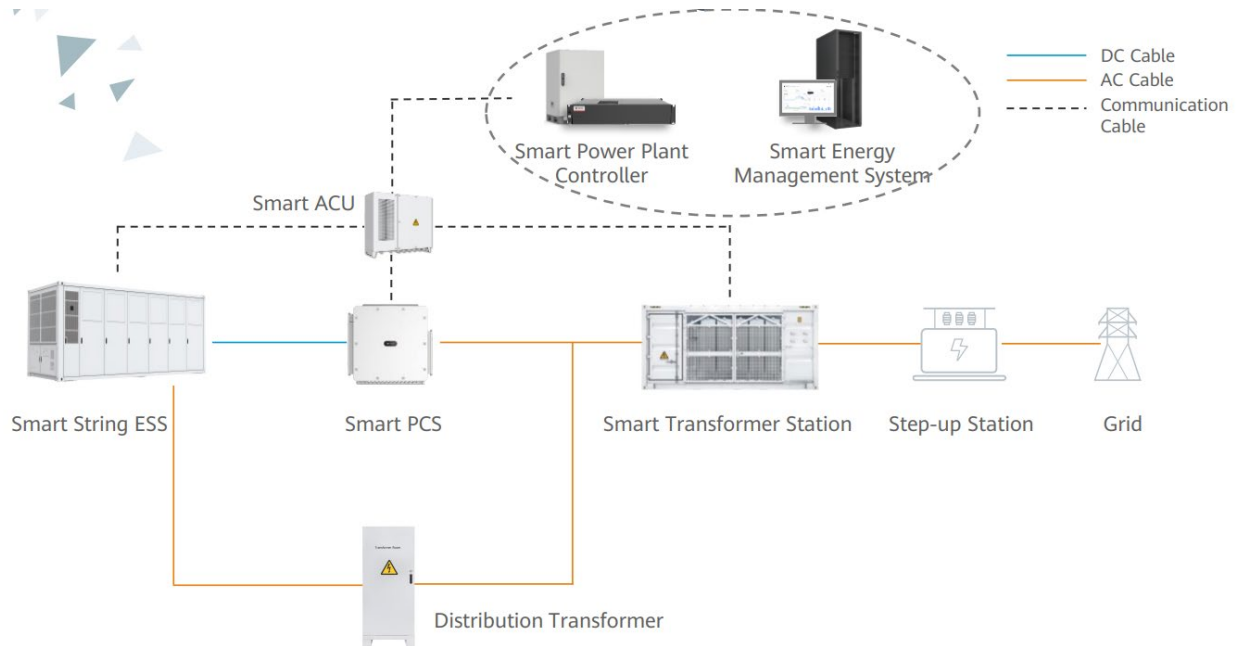 DC Cable
AC Cable
Communication
Cable
Smart Power Plant
Controller
Smart Energy
Management System
Smart ACU
Smart String ESS
Smart PCS
Smart Transformer Station
Step-up Station
Grid
Distribution Transformer